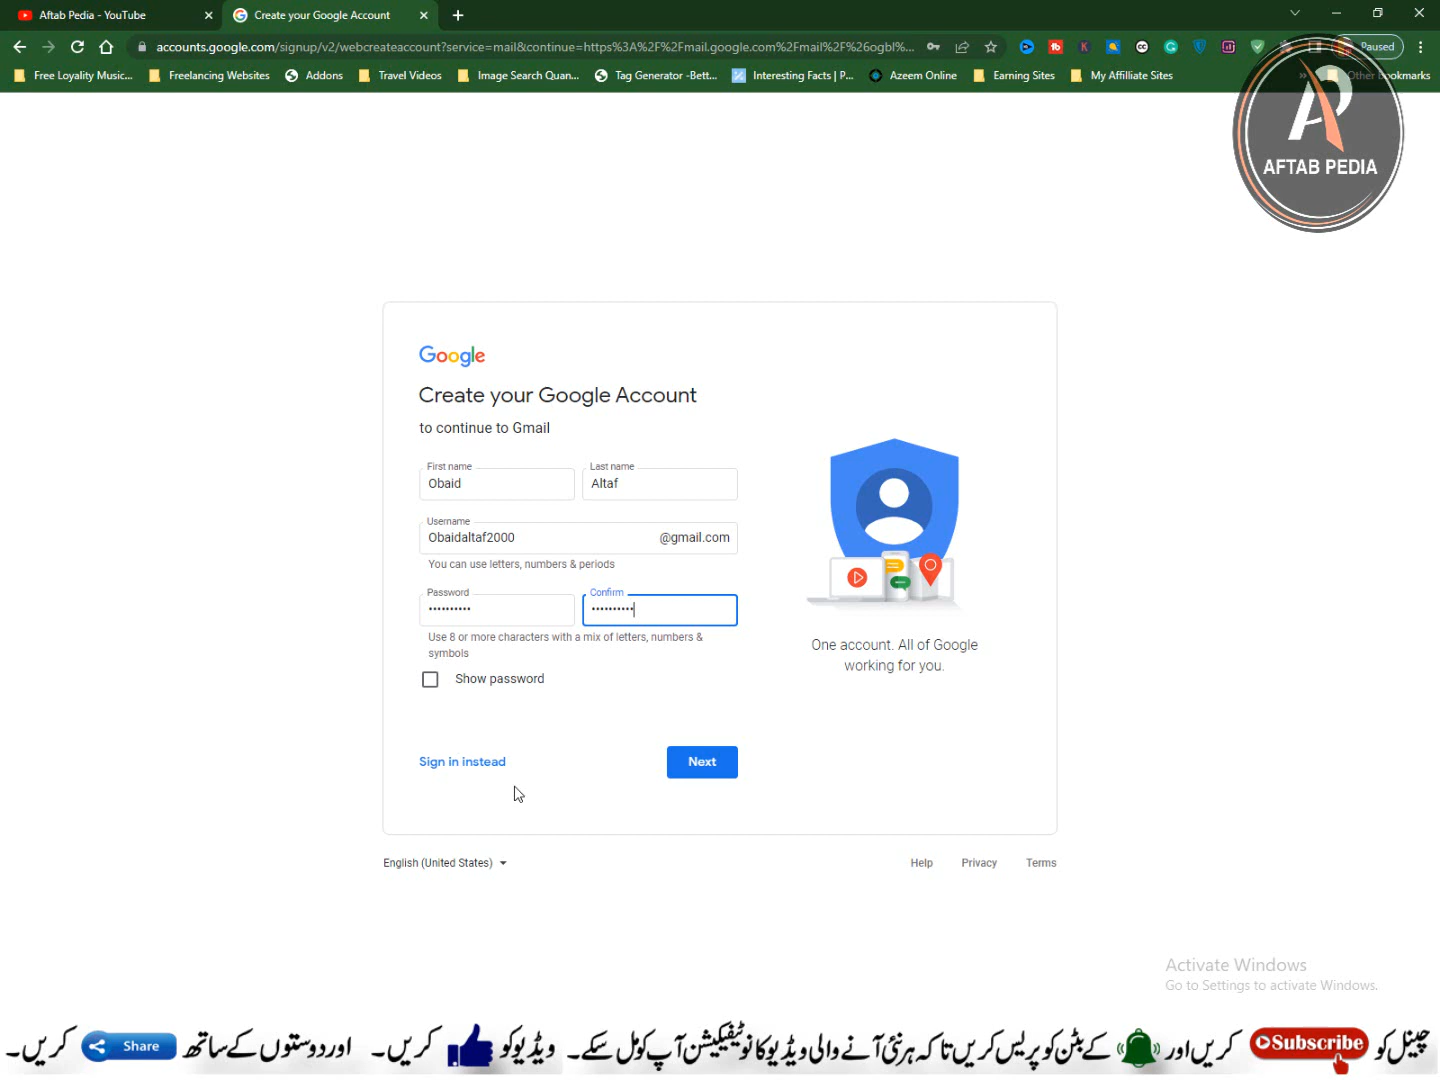 Aftab Pedia - YouTube
Create your Google Account
accounts.google.com/signup/v2/webcreateaccount?service=mail&continue=https%3A%2F%2Fmail.google.com%2Fmail%2F%26ogbl%...
Paused
Free Loyality Music...
Freelancing Websites
Addons
Travel Videos
Image Search Quan...
Tag Generator -Bett...
Interesting Facts | P...
Azeem Online
Earning Sites
My Affilliate Sites
Other Bookmarks
AFTAB PEDIA
Google
Create your Google Account
to continue to Gmail
First name
Last name
Obaid
Altaf
Username
Obaidaltaf2000
@gmail.com
You can use letters, numbers & periods
Password
Confirm
Use 8 or more characters with a mix of letters, numbers &
symbols
Show password
One account. All of Google
working for you.
Sign in instead
Next
English (United States)
Help
Privacy
Terms
Activate Windows
Go to Settings to activate Windows.
چینل کو Subscribe کریں اور کے بٹن کو پریس کریں تاکہ ہر نئی آنے والی ویڈیو کا نوٹیفیکیشن آپ کو مل سکے۔ ویڈیو کو کریں۔ اور دوستوں کے ساتھ Share کریں۔